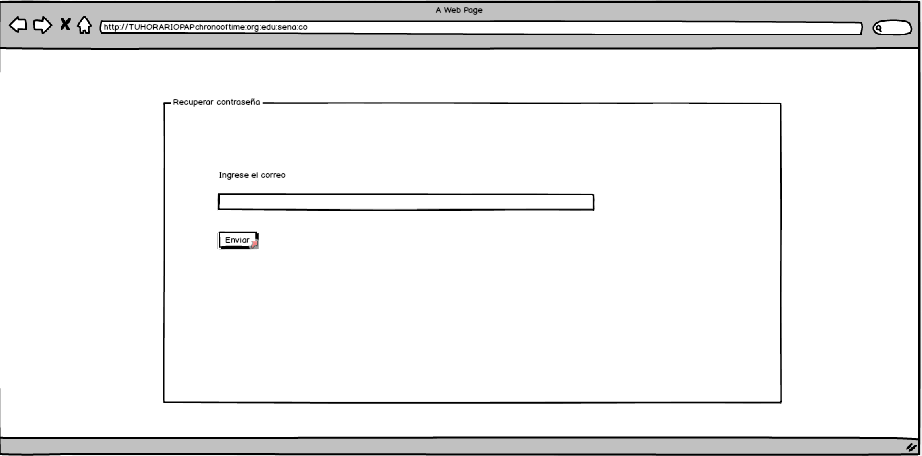 A Web Page
http://TUHORARIOPAPchronooftime:org:edu:sena:co
Recuperar contraseña
Ingrese el correo
Enviar